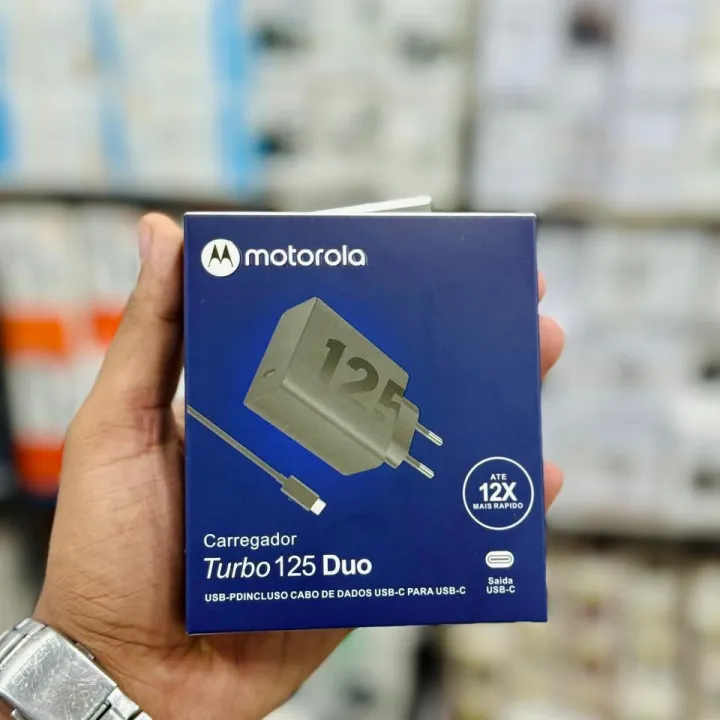 motorola
125
ATE
12X
MAIS RAPIDO
Carregador
Turbo 125 Duo
USB-PDINCLUSO CABO DE DADOS USB-C PARA USB-C
Saida
USB-C